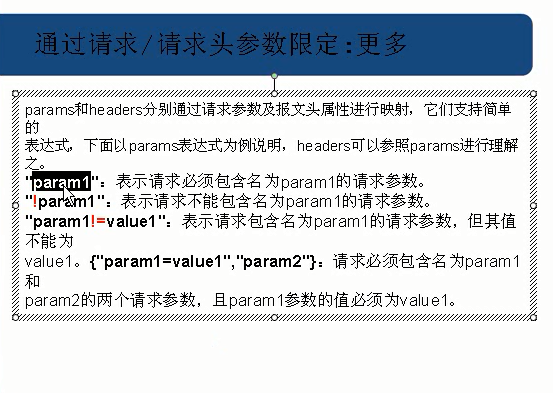 通过请求/请求头参数限定:更多
params和headers分别通过请求参数及报文头属性进行映射，它们支持简单
的
表达式，下面以params表达式为例说明，headers可以参照params进行理解
之。
"param1"：表示请求必须包含名为param1的请求参数。
"!param1"：表示请求不能包含名为param1的请求参数。
"param1!=value1"：表示请求包含名为param1的请求参数，但其值
不能为
value1。{"param1=value1","param2"}：请求必须包含名为param1
和
param2的两个请求参数，且param1参数的值必须为value1。